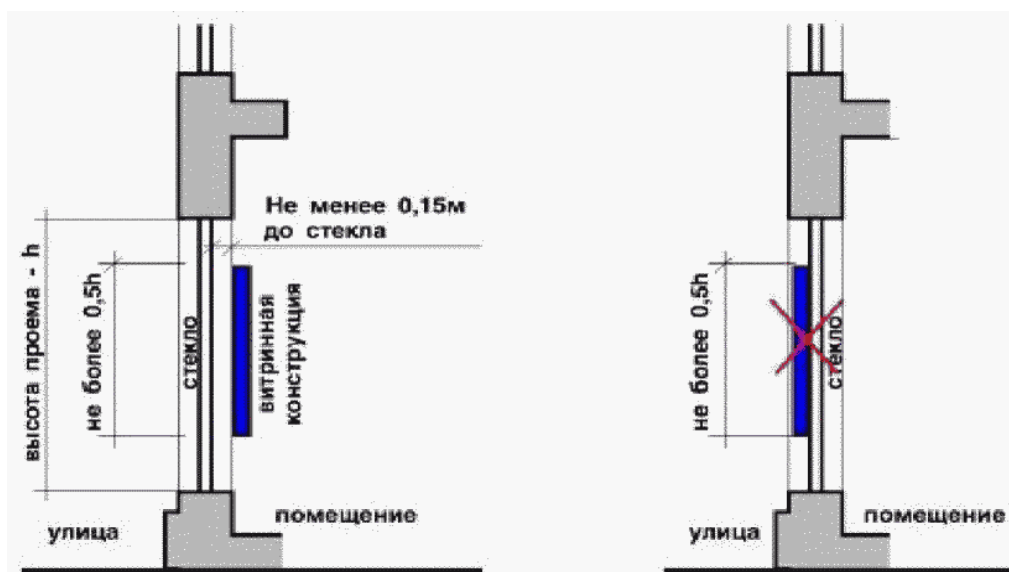 Не менее 0,15м
до стекла
высота проема - h
не более 0,5h
стекло
витринная
конструкция
улица
помещение
не более 0,5h
стекло
улица
помещение